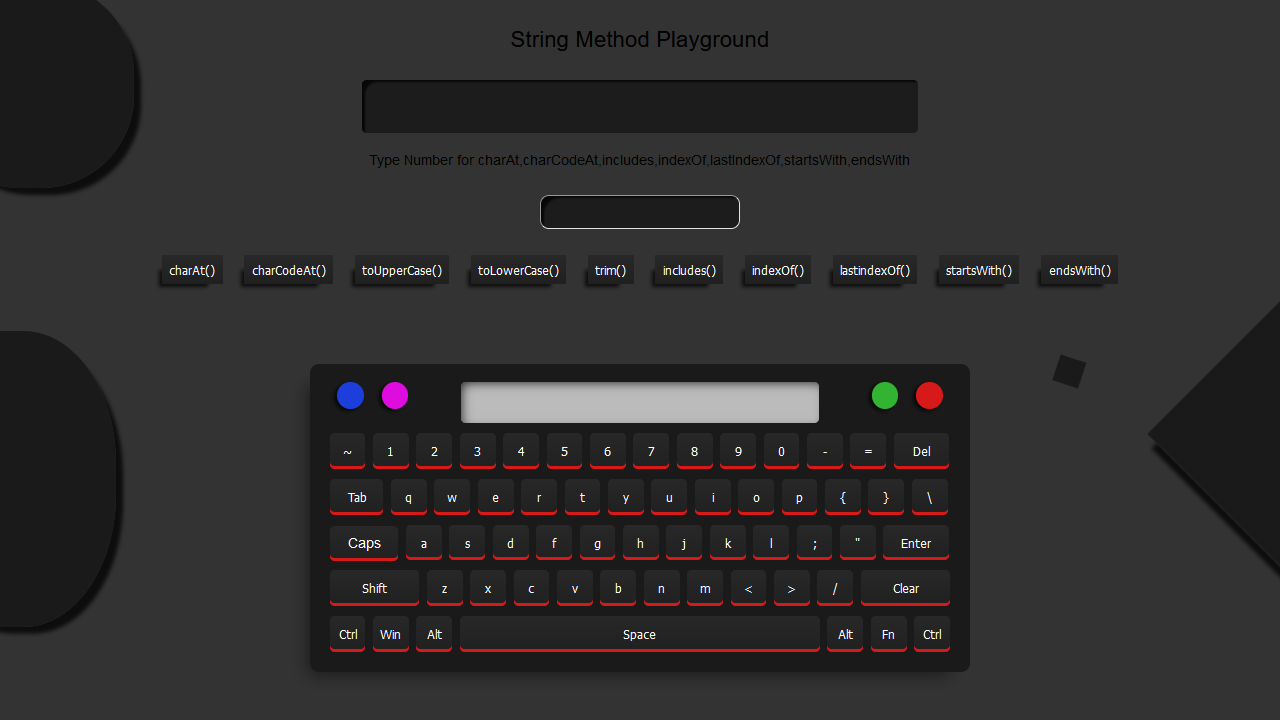 String Method Playground
Type Number for charAt,charCodeAt,includes,indexOf,lastIndexOf,startsWith,endsWith
charAt() charCodeAt() toUpperCase() toLowerCase() trim() includes() indexOf() lastindexOf() startsWith() endsWith()
~ 1 2 3 4 5 6 7 8 9 0 - = Del
Tab q w e r t y u i o p { } \
Caps a s d f g h j k l ; " Enter
Shift z x c v b n m < > / Clear
Ctrl Win Alt Space Alt Fn Ctrl